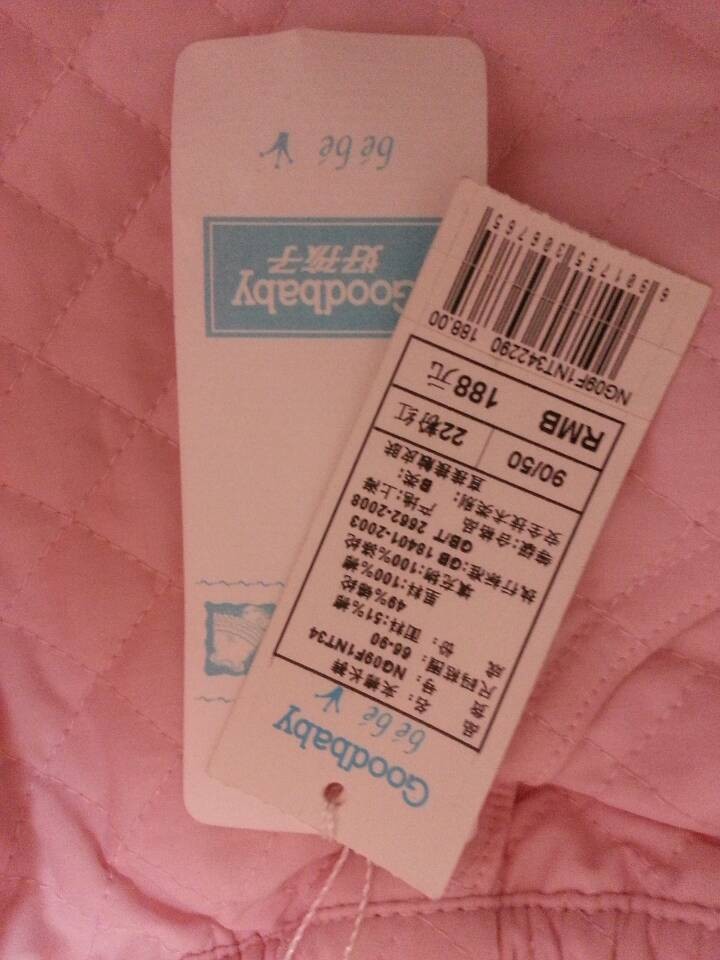 Goodbaby
bébé
品 名：夹棉长裤
货 号：NG09F1NT34
尺码范围：66-90
成 份：面料:51%棉
49%锦纶
里料:100%棉
填充物:100%涤纶
执行标准:GB 18401-2003
GB/T 2662-2008
等级:合格品 产地:上海
安全技术类别：B类:
直接接触皮肤
90/50 22粉红
RMB 188元
NG09F1NT342290 188.00
bébé
Goodbaby
好孩子